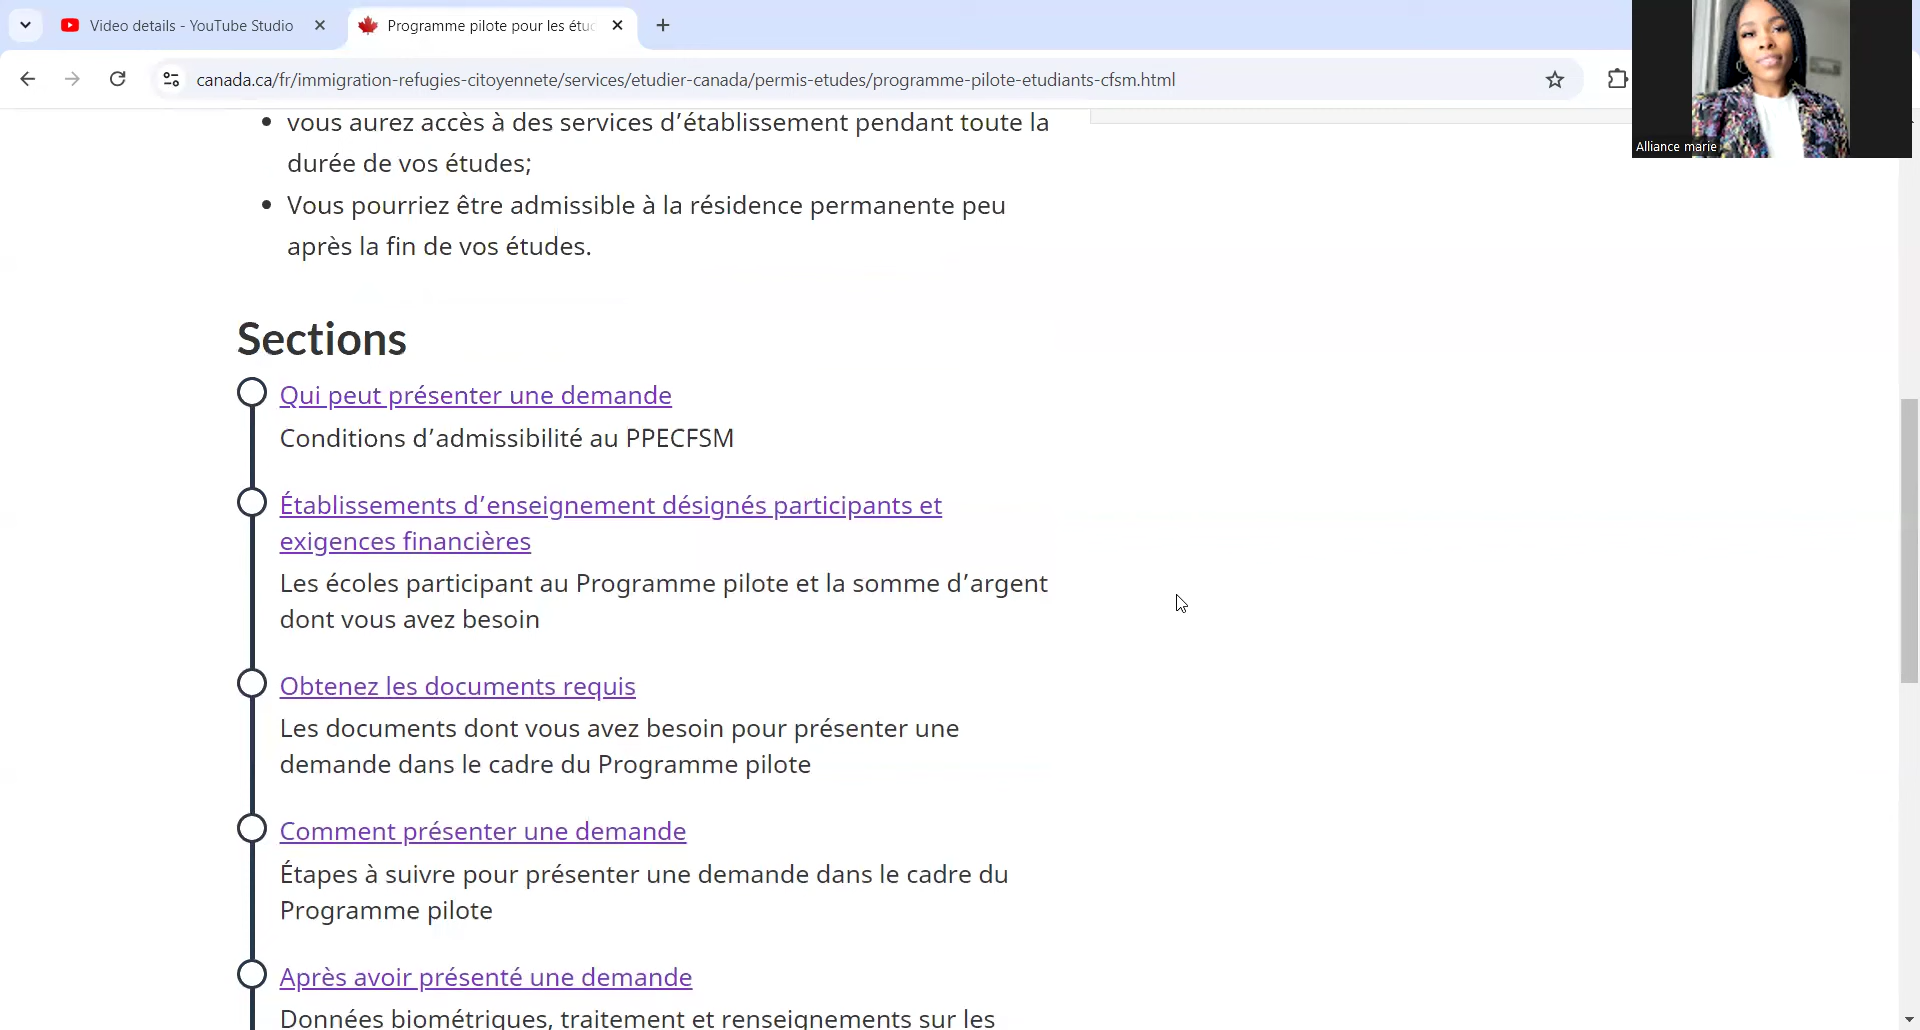 Video details - YouTube Studio
Programme pilote pour les étu
canada.ca/fr/immigration-refugies-citoyennete/services/etudier-canada/permis-etudes/programme-pilote-etudiants-cfsm.html
Alliance marie
vous aurez accès à des services d’établissement pendant toute la
durée de vos études;
Vous pourriez être admissible à la résidence permanente peu
après la fin de vos études.
Sections
Qui peut présenter une demande
Conditions d’admissibilité au PPECFSM
Établissements d’enseignement désignés participants et
exigences financières
Les écoles participant au Programme pilote et la somme d’argent
dont vous avez besoin
Obtenez les documents requis
Les documents dont vous avez besoin pour présenter une
demande dans le cadre du Programme pilote
Comment présenter une demande
Étapes à suivre pour présenter une demande dans le cadre du
Programme pilote
Après avoir présenté une demande
Données biométriques, traitement et renseignements sur les